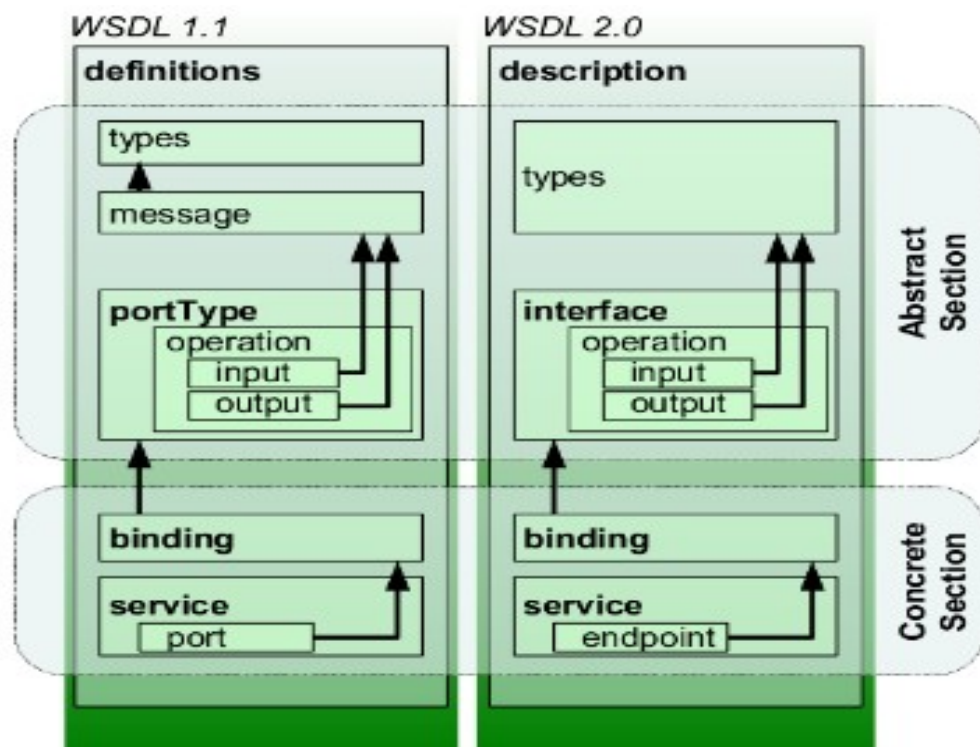 WSDL 1.1
definitions
types
message
portType
operation
input
output
binding
service
port
WSDL 2.0
description
types
interface
operation
input
output
binding
service
endpoint
Abstract
Section
Concrete
Section